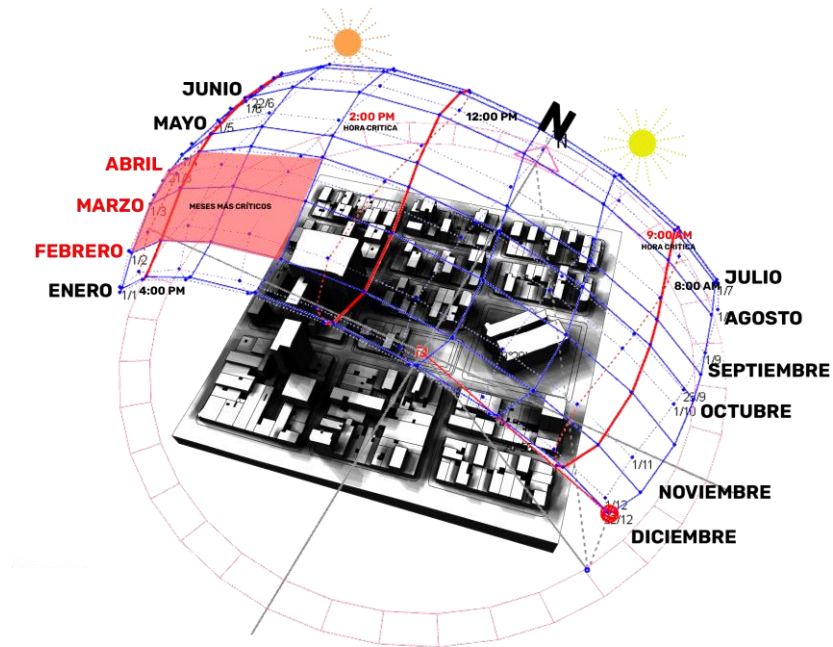 JUNIO
22/6
1/6
MAYO
1/5
2:00 PM
HORA CRITICA
12:00 PM
N
N
ABRIL
MARZO
1/3
MESES MÁS CRÍTICOS
9:00 AM
HORA CRITICA
FEBRERO
1/2
ENERO
1/1
4:00 PM
8:00 AM
JULIO
1/7
AGOSTO
SEPTIEMBRE
1/9
OCTUBRE
1/10
1/11
NOVIEMBRE
1/12
22/12
DICIEMBRE